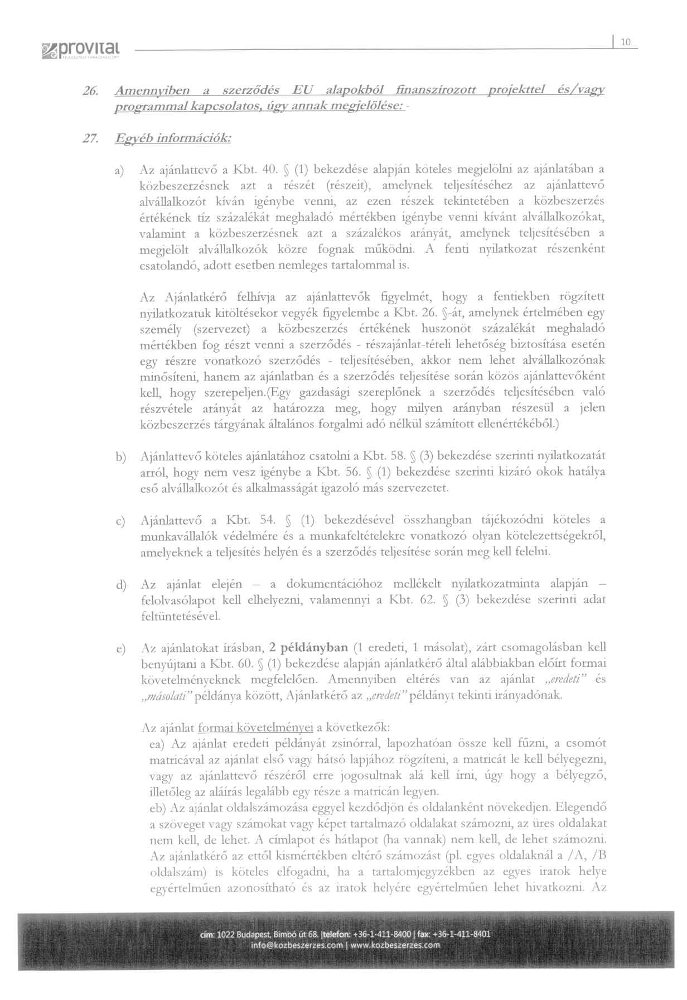 provital
FEJLESZTÉSI TANÁCSADÓ ZRT.
10
26. Amennyiben a szerződés EU alapokból finanszírozott projekttel és/vagy
programmal kapcsolatos, úgy annak megjelölése: -
27. Egyéb információk:
a) Az ajánlattevő a Kbt. 40. § (1) bekezdése alapján köteles megjelölni az ajánlatában a
közbeszerzésnek azt a részét (részeit), amelynek teljesítéséhez az ajánlattevő
alvállalkozót kíván igénybe venni, az ezen részek tekintetében a közbeszerzés
értékének tíz százalékát meghaladó mértékben igénybe venni kívánt alvállalkozókat,
valamint a közbeszerzésnek azt a százalékos arányát, amelynek teljesítésében a
megjelölt alvállalkozók közre fognak működni. A fenti nyilatkozat részenként
csatolandó, adott esetben nemleges tartalommal is.
Az Ajánlatkérő felhívja az ajánlattevők figyelmét, hogy a fentiekben rögzített
nyilatkozatuk kitöltésekor vegyék figyelembe a Kbt. 26. §-át, amelynek értelmében egy
személy (szervezet) a közbeszerzés értékének huszonöt százalékát meghaladó
mértékben fog részt venni a szerződés - részajánlat-tételi lehetőség biztosítása esetén
egy részre vonatkozó szerződés - teljesítésében, akkor nem lehet alvállalkozónak
minősíteni, hanem az ajánlatban és a szerződés teljesítése során közös ajánlattevőként
kell, hogy szerepeljen.(Egy gazdasági szereplőnek a szerződés teljesítésében való
részvétele arányát az határozza meg, hogy milyen arányban részesül a jelen
közbeszerzés tárgyának általános forgalmi adó nélkül számított ellenértékéből.)
b) Ajánlattevő köteles ajánlatához csatolni a Kbt. 58. § (3) bekezdése szerinti nyilatkozatát
arról, hogy nem vesz igénybe a Kbt. 56. § (1) bekezdése szerinti kizáró okok hatálya
eső alvállalkozót és alkalmasságát igazoló más szervezetet.
c) Ajánlattevő a Kbt. 54. § (1) bekezdésével összhangban tájékozódni köteles a
munkavállalók védelmére és a munkafeltételekre vonatkozó olyan kötelezettségekről,
amelyeknek a teljesítés helyén és a szerződés teljesítése során meg kell felelni.
d) Az ajánlat elején – a dokumentációhoz mellékelt nyilatkozatminta alapján –
felolvasólapot kell elhelyezni, valamennyi a Kbt. 62. § (3) bekezdése szerinti adat
feltüntetésével.
e) Az ajánlatokat írásban, 2 példányban (1 eredeti, 1 másolat), zárt csomagolásban kell
benyújtani a Kbt. 60. § (1) bekezdése alapján ajánlatkérő által alábbiakban előírt formai
követelményeknek megfelelően. Amennyiben eltérés van az ajánlat „eredeti” és
„másolati” példánya között, Ajánlatkérő az „eredeti” példányt tekinti irányadónak.
Az ajánlat formai követelményei a következők:
ea) Az ajánlat eredeti példányát zsinórral, lapozhatóan össze kell fűzni, a csomót
matricával az ajánlat első vagy hátsó lapjához rögzíteni, a matricát le kell bélyegezni,
vagy az ajánlattevő részéről erre jogosultnak alá kell írni, úgy hogy a bélyegző,
illetőleg az aláírás legalább egy része a matricán legyen.
eb) Az ajánlat oldalszámozása eggyel kezdődjön és oldalanként növekedjen. Elegendő
a szöveget vagy számokat vagy képet tartalmazó oldalakat számozni, az üres oldalakat
nem kell, de lehet. A címlapot és hátlapot (ha vannak) nem kell, de lehet számozni.
Az ajánlatkérő az ettől kismértékben eltérő számozást (pl. egyes oldalaknál a /A, /B
oldalszám) is köteles elfogadni, ha a tartalomjegyzékben az egyes iratok helye
egyértelműen azonosítható és az iratok helyére egyértelműen lehet hivatkozni. Az
cím: 1022 Budapest, Bimbó út 68. |telefon: +36-1-411-8400 | fax: +36-1-411-8401
info@kozbeszerzes.com | www.kozbeszerzes.com